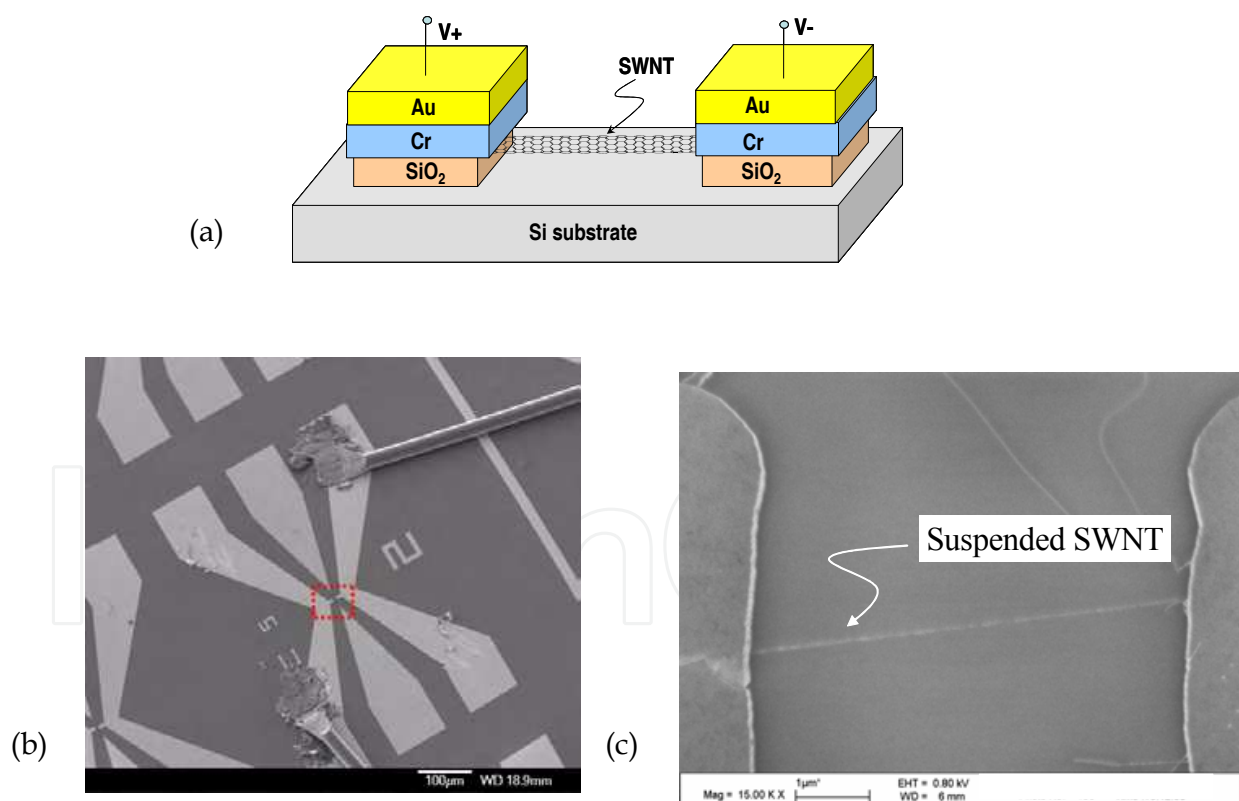 V+
V-
SWNT
Au
Au
Cr
Cr
SiO₂
SiO₂
Si substrate
(a)
Suspended SWNT
(b)
(c)
100µm WD 18.9mm
1µm*
EHT = 0.80 kV
Mag = 15.00 K X
WD = 6 mm